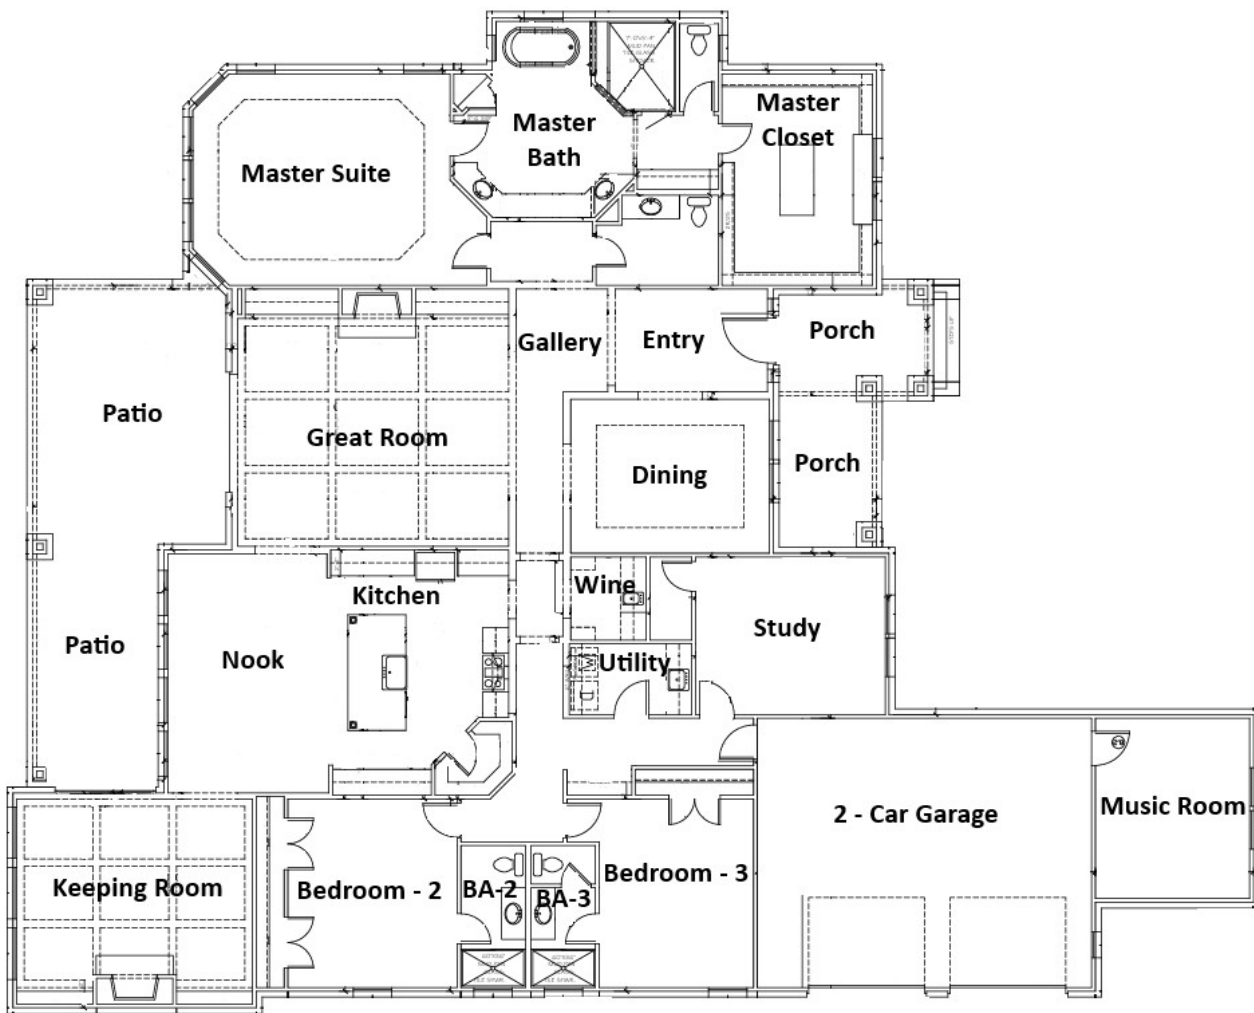 Master
Closet
Master
Bath
Master Suite
Gallery
Entry
Porch
Patio
Great Room
Dining
Porch
Wine
Kitchen
Study
Patio
Nook
Utility
Music Room
2 - Car Garage
Keeping Room
Bedroom - 2
BA-2
BA-3
Bedroom - 3